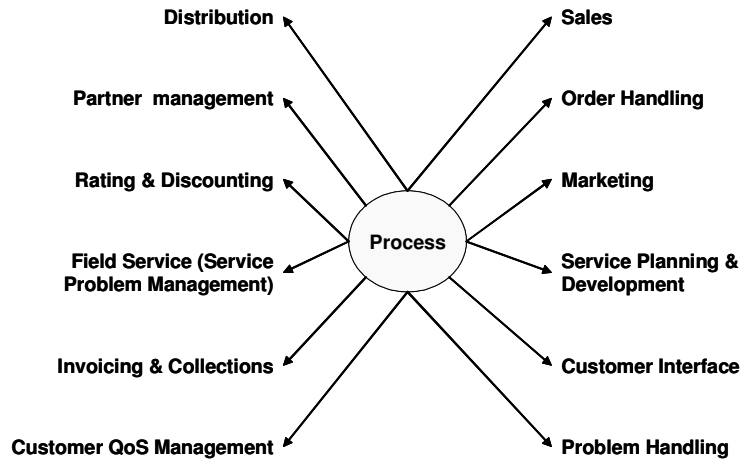 Distribution
Sales
Partner management
Order Handling
Rating & Discounting
Marketing
Process
Field Service (Service
Problem Management)
Service Planning &
Development
Invoicing & Collections
Customer Interface
Customer QoS Management
Problem Handling